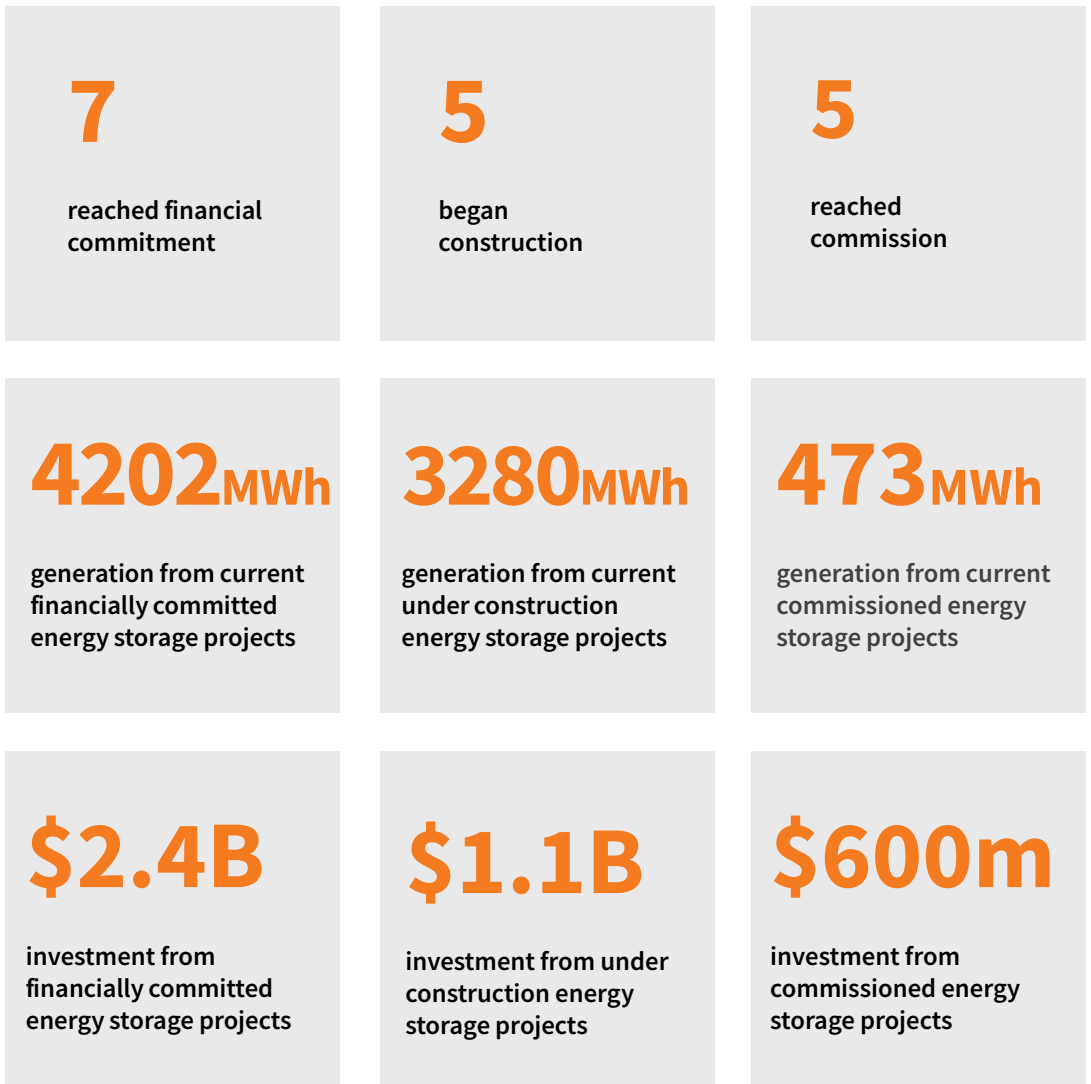 7
reached financial
commitment
5
began
construction
5
reached
commission
4202MWh
generation from current
financially committed
energy storage projects
3280MWh
generation from current
under construction
energy storage projects
473MWh
generation from current
commissioned energy
storage projects
$2.4B
investment from
financially committed
energy storage projects
$1.1B
investment from under
construction energy
storage projects
$600m
investment from
commissioned energy
storage projects